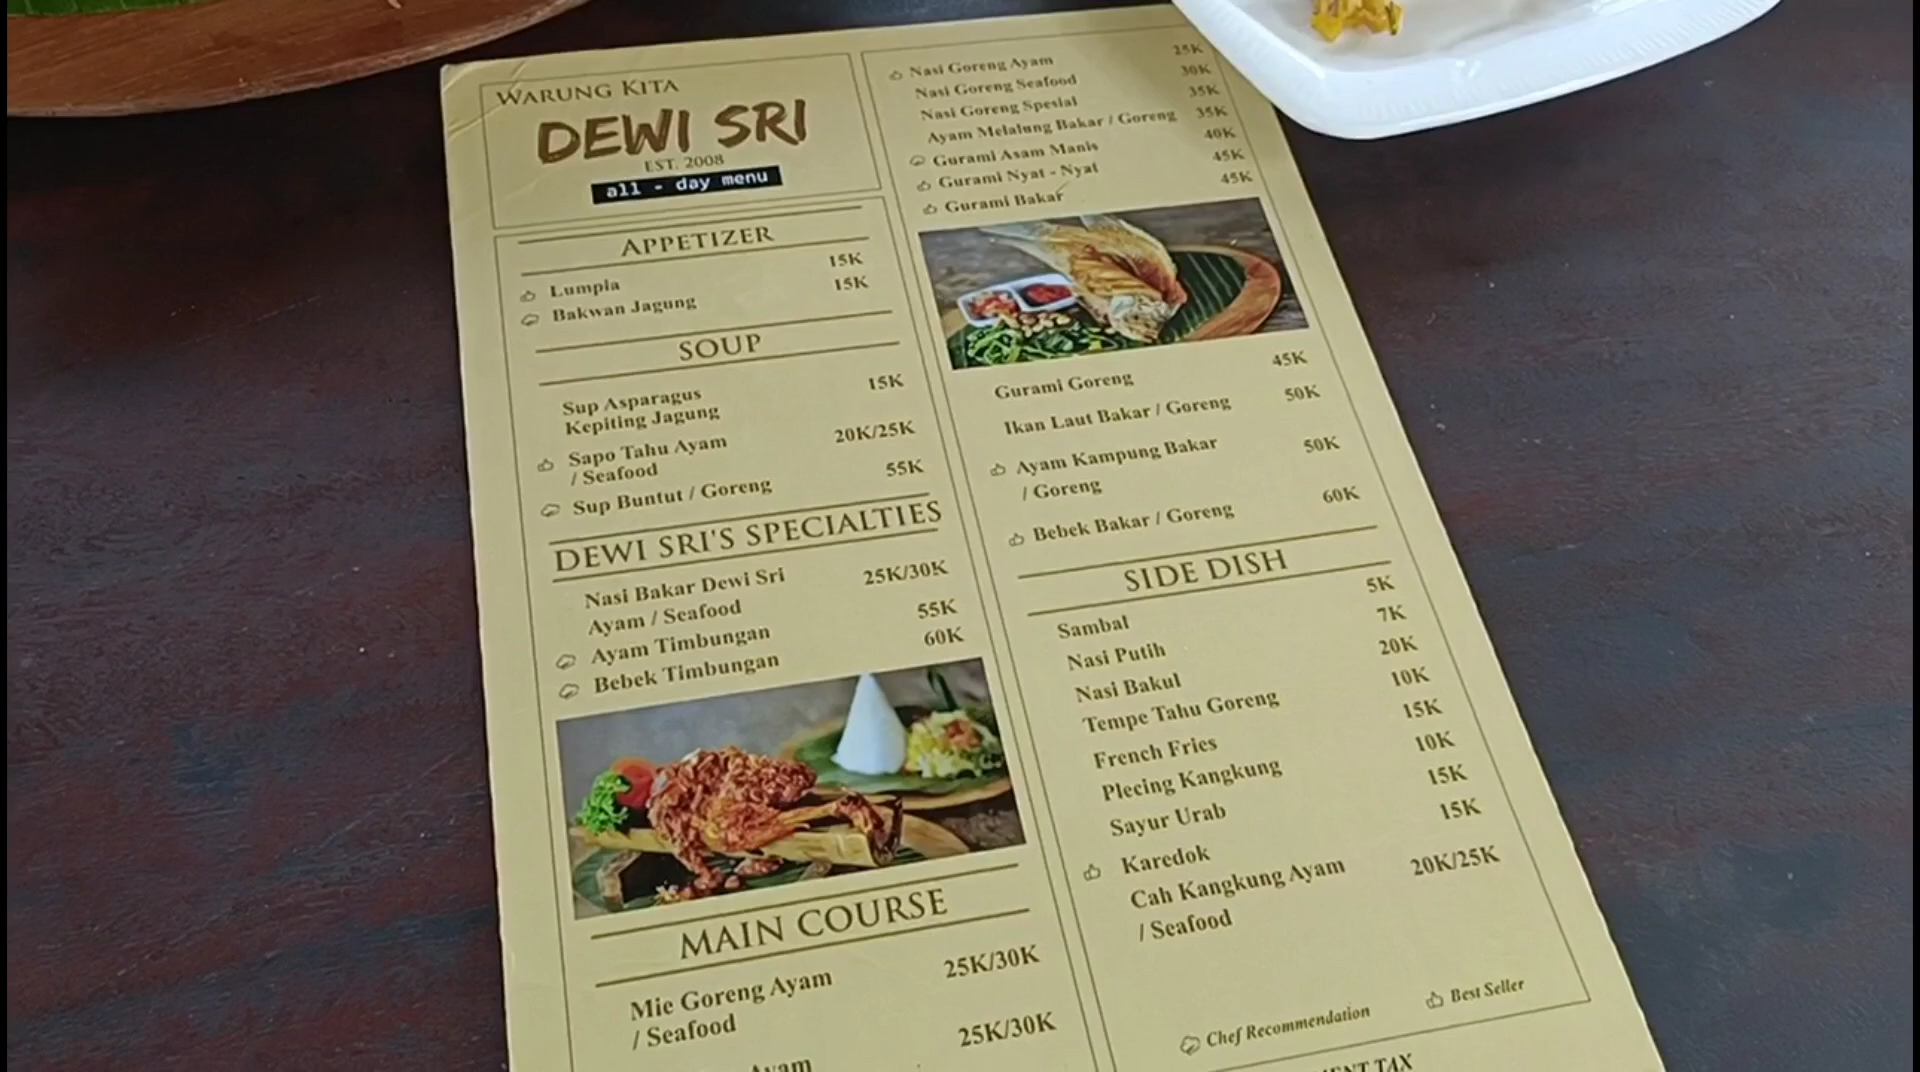 WARUNG KITA
DEWI SRI
EST. 2008
all - day menu
APPETIZER
Lumpia 15K
Bakwan Jagung 15K
SOUP
Sup Asparagus 15K
Kepiting Jagung
Sapo Tahu Ayam 20K/25K
/ Seafood
Sup Buntut / Goreng 55K
DEWI SRI'S SPECIALTIES
Nasi Bakar Dewi Sri 25K/30K
Ayam / Seafood
Ayam Timbungan 55K
Bebek Timbungan 60K
MAIN COURSE
Mie Goreng Ayam 25K/30K
/ Seafood
Ayam 25K/30K
Nasi Goreng Ayam 25K
Nasi Goreng Seafood 30K
Nasi Goreng Spesial 35K
Ayam Melalung Bakar / Goreng 35K
Gurami Asam Manis 40K
Gurami Nyat - Nyat 45K
Gurami Bakar 45K
Gurami Goreng 45K
Ikan Laut Bakar / Goreng 50K
Ayam Kampung Bakar 50K
/ Goreng
Bebek Bakar / Goreng 60K
SIDE DISH
Sambal 5K
Nasi Putih 7K
Nasi Bakul 20K
Tempe Tahu Goreng 10K
French Fries 15K
Plecing Kangkung 10K
Sayur Urab 15K
Karedok 15K
Cah Kangkung Ayam 20K/25K
/ Seafood
Chef Recommendation Best Seller
TAX